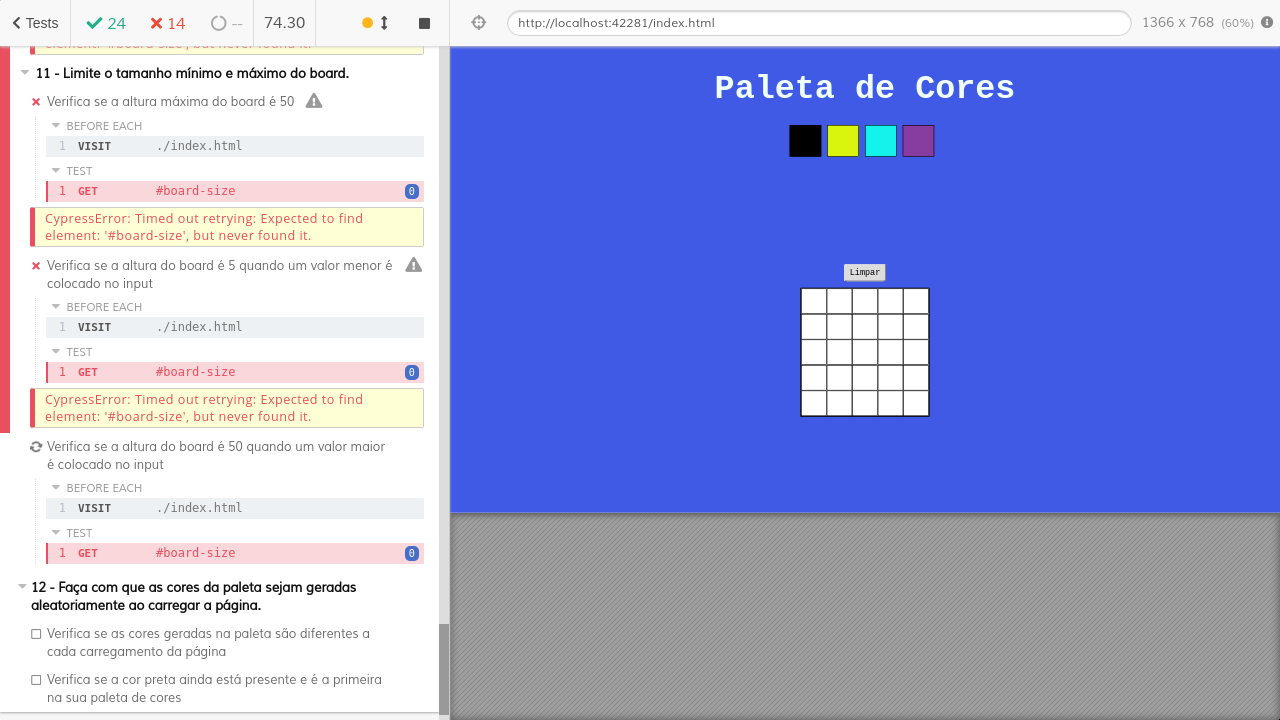 Tests
24
14
--
74.30
http://localhost:42281/index.html
1366 x 768 (60%)
element: '#board-size', but never found it.
11 - Limite o tamanho mínimo e máximo do board.
Verifica se a altura máxima do board é 50
BEFORE EACH
1 VISIT ./index.html
TEST
1 GET #board-size 0
CypressError: Timed out retrying: Expected to find
element: '#board-size', but never found it.
Verifica se a altura do board é 5 quando um valor menor é
colocado no input
BEFORE EACH
1 VISIT ./index.html
TEST
1 GET #board-size 0
CypressError: Timed out retrying: Expected to find
element: '#board-size', but never found it.
Verifica se a altura do board é 50 quando um valor maior
é colocado no input
BEFORE EACH
1 VISIT ./index.html
TEST
1 GET #board-size 0
12 - Faça com que as cores da paleta sejam geradas
aleatoriamente ao carregar a página.
Verifica se as cores geradas na paleta são diferentes a
cada carregamento da página
Verifica se a cor preta ainda está presente e é a primeira
na sua paleta de cores
Paleta de Cores
Limpar